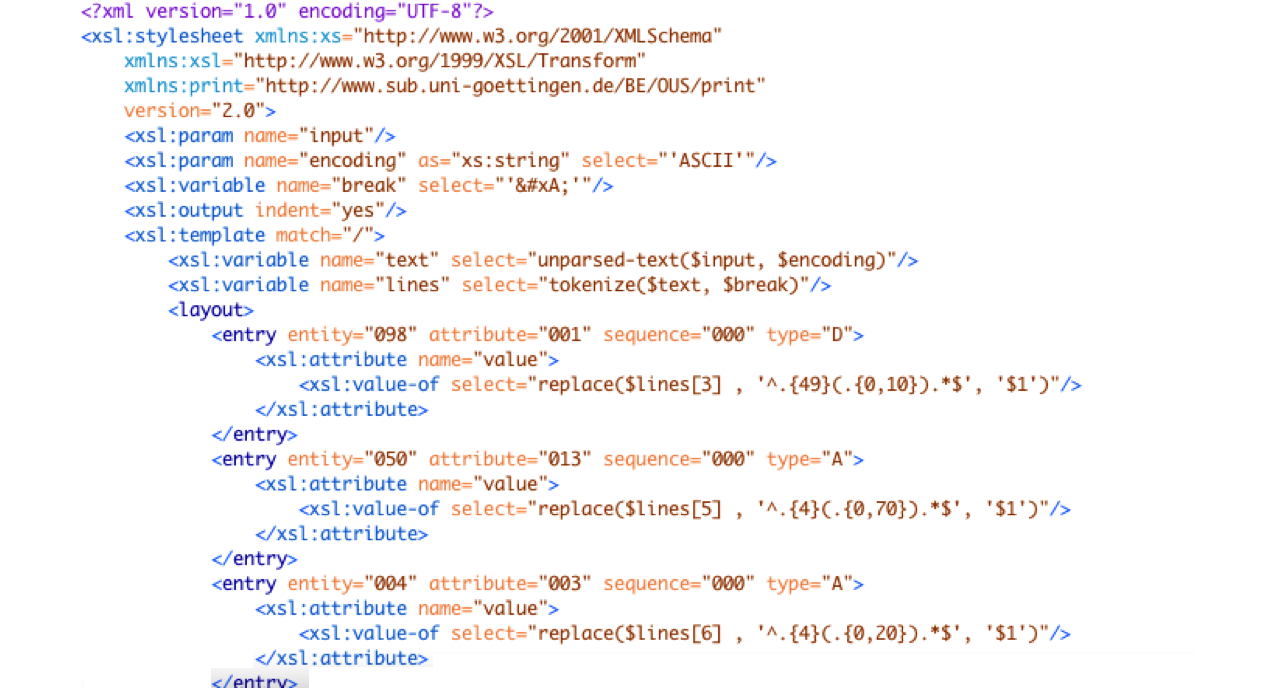 <?xml version="1.0" encoding="UTF-8"?>
<xsl:stylesheet xmlns:xs="http://www.w3.org/2001/XMLSchema"
    xmlns:xsl="http://www.w3.org/1999/XSL/Transform"
    xmlns:print="http://www.sub.uni-goettingen.de/BE/OUS/print"
    version="2.0">
    <xsl:param name="input"/>
    <xsl:param name="encoding" as="xs:string" select="'ASCII'"/>
    <xsl:variable name="break" select="'&#xA;'"/>
    <xsl:output indent="yes"/>
    <xsl:template match="/">
        <xsl:variable name="text" select="unparsed-text($input, $encoding)"/>
        <xsl:variable name="lines" select="tokenize($text, $break)"/>
        <layout>
            <entry entity="098" attribute="001" sequence="000" type="D">
                <xsl:attribute name="value">
                    <xsl:value-of select="replace($lines[3] , '^.{49}(.{0,10}).*$', '$1')"/>
                </xsl:attribute>
            </entry>
            <entry entity="050" attribute="013" sequence="000" type="A">
                <xsl:attribute name="value">
                    <xsl:value-of select="replace($lines[5] , '^.{4}(.{0,70}).*$', '$1')"/>
                </xsl:attribute>
            </entry>
            <entry entity="004" attribute="003" sequence="000" type="A">
                <xsl:attribute name="value">
                    <xsl:value-of select="replace($lines[6] , '^.{4}(.{0,20}).*$', '$1')"/>
                </xsl:attribute>
            </entry>